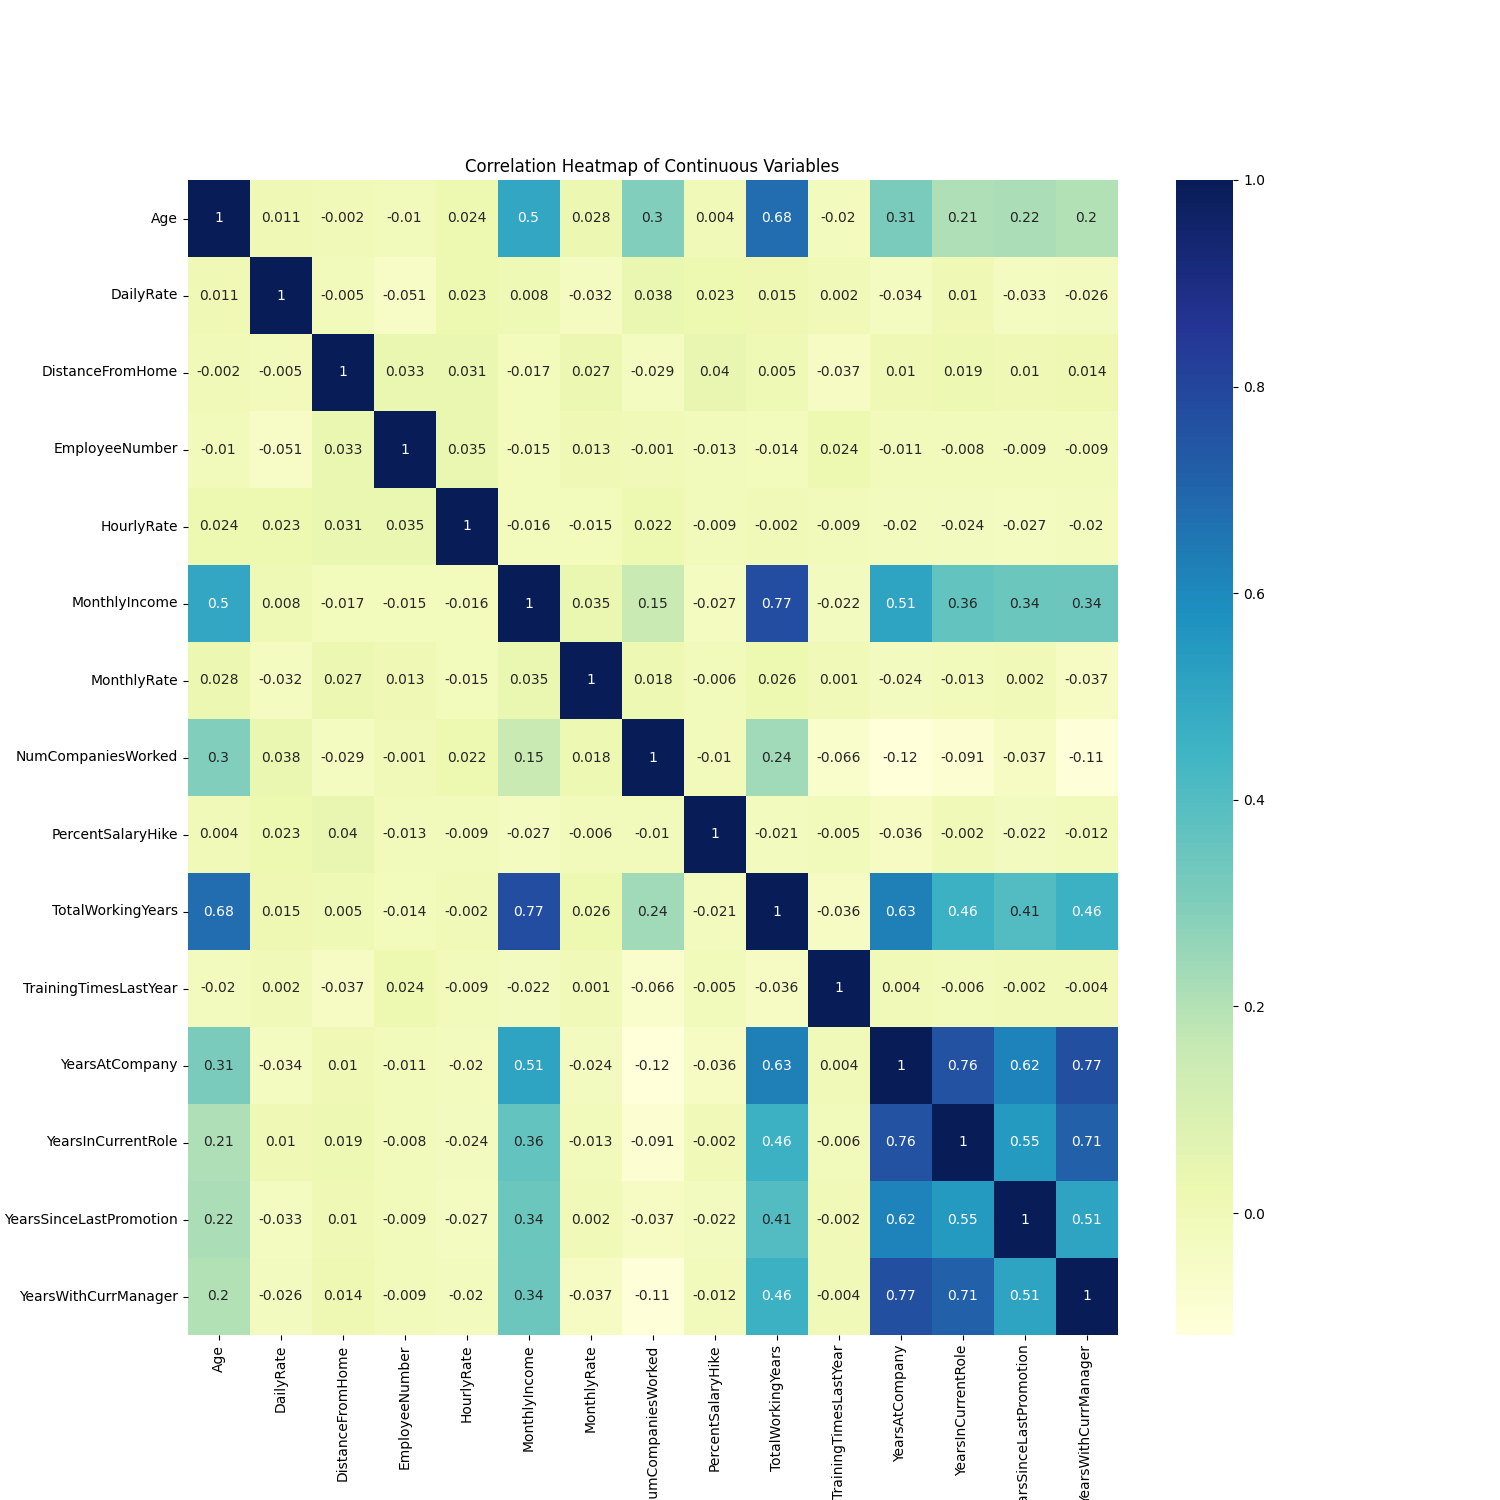 Correlation Heatmap of Continuous Variables
Age 1 0.011 -0.002 -0.01 0.024 0.5 0.028 0.3 0.004 0.68 -0.02 0.31 0.21 0.22 0.2
DailyRate 0.011 1 -0.005 -0.051 0.023 0.008 -0.032 0.038 0.023 0.015 0.002 -0.034 0.01 -0.033 -0.026
DistanceFromHome -0.002 -0.005 1 0.033 0.031 -0.017 0.027 -0.029 0.04 0.005 -0.037 0.01 0.019 0.01 0.014
EmployeeNumber -0.01 -0.051 0.033 1 0.035 -0.015 0.013 -0.001 -0.013 -0.014 0.024 -0.011 -0.008 -0.009 -0.009
HourlyRate 0.024 0.023 0.031 0.035 1 -0.016 -0.015 0.022 -0.009 -0.002 -0.009 -0.02 -0.024 -0.027 -0.02
MonthlyIncome 0.5 0.008 -0.017 -0.015 -0.016 1 0.035 0.15 -0.027 0.77 -0.022 0.51 0.36 0.34 0.34
MonthlyRate 0.028 -0.032 0.027 0.013 -0.015 0.035 1 0.018 -0.006 0.026 0.001 -0.024 -0.013 0.002 -0.037
NumCompaniesWorked 0.3 0.038 -0.029 -0.001 0.022 0.15 0.018 1 -0.01 0.24 -0.066 -0.12 -0.091 -0.037 -0.11
PercentSalaryHike 0.004 0.023 0.04 -0.013 -0.009 -0.027 -0.006 -0.01 1 -0.021 -0.005 -0.036 -0.002 -0.022 -0.012
TotalWorkingYears 0.68 0.015 0.005 -0.014 -0.002 0.77 0.026 0.24 -0.021 1 -0.036 0.63 0.46 0.41 0.46
TrainingTimesLastYear -0.02 0.002 -0.037 0.024 -0.009 -0.022 0.001 -0.066 -0.005 -0.036 1 0.004 -0.006 -0.002 -0.004
YearsAtCompany 0.31 -0.034 0.01 -0.011 -0.02 0.51 -0.024 -0.12 -0.036 0.63 0.004 1 0.76 0.62 0.77
YearsInCurrentRole 0.21 0.01 0.019 -0.008 -0.024 0.36 -0.013 -0.091 -0.002 0.46 -0.006 0.76 1 0.55 0.71
YearsSinceLastPromotion 0.22 -0.033 0.01 -0.009 -0.027 0.34 0.002 -0.037 -0.022 0.41 -0.002 0.62 0.55 1 0.51
YearsWithCurrManager 0.2 -0.026 0.014 -0.009 -0.02 0.34 -0.037 -0.11 -0.012 0.46 -0.004 0.77 0.71 0.51 1
Age
DailyRate
DistanceFromHome
EmployeeNumber
HourlyRate
MonthlyIncome
MonthlyRate
umCompaniesWorked
PercentSalaryHike
TotalWorkingYears
TrainingTimesLastYear
YearsAtCompany
YearsInCurrentRole
arsSinceLastPromotion
YearsWithCurrManager
1.0
0.8
0.6
0.4
0.2
0.0